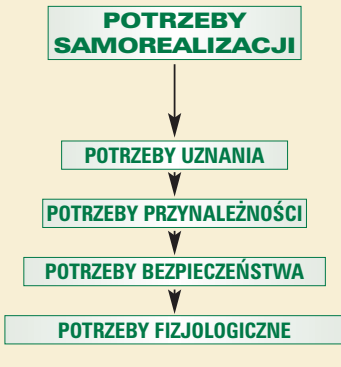 POTRZEBY
SAMOREALIZACJI
POTRZEBY UZNANIA
POTRZEBY PRZYNALEŻNOŚCI
POTRZEBY BEZPIECZEŃSTWA
POTRZEBY FIZJOLOGICZNE